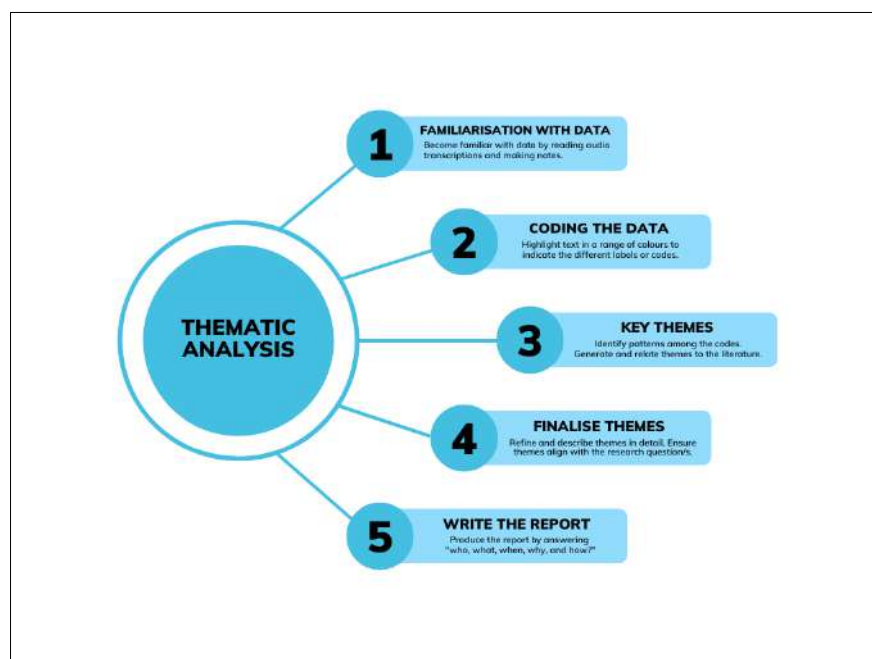 THEMATIC
ANALYSIS
1
FAMILIARISATION WITH DATA
Become familiar with data by reading audio
transcriptions and making notes.
2
CODING THE DATA
Highlight text in a range of colours to
indicate the different labels or codes.
3
KEY THEMES
Identify patterns among the codes.
Generate and relate themes to the literature.
4
FINALISE THEMES
Refine and describe themes in detail. Ensure
themes align with the research question/s.
5
WRITE THE REPORT
Produce the report by answering
"who, what, when, why, and how?"